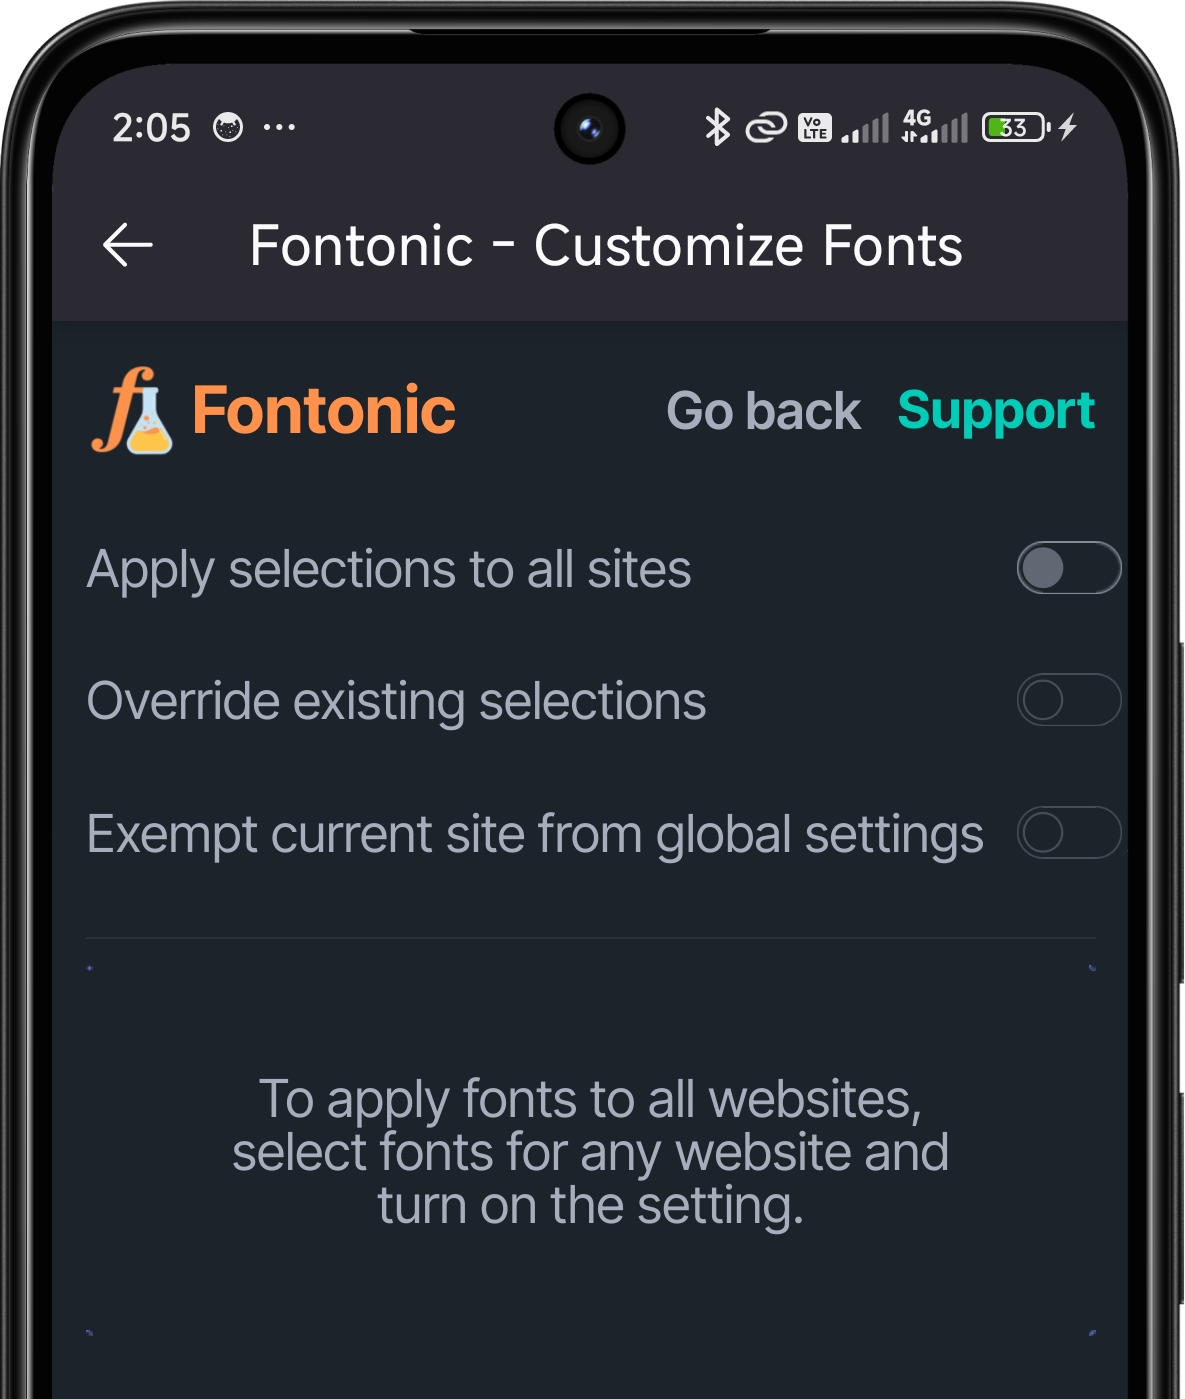 2:05 ... Vo LTE 4G 33
Fontonic - Customize Fonts
Fontonic Go back Support
Apply selections to all sites
Override existing selections
Exempt current site from global settings
To apply fonts to all websites,
select fonts for any website and
turn on the setting.